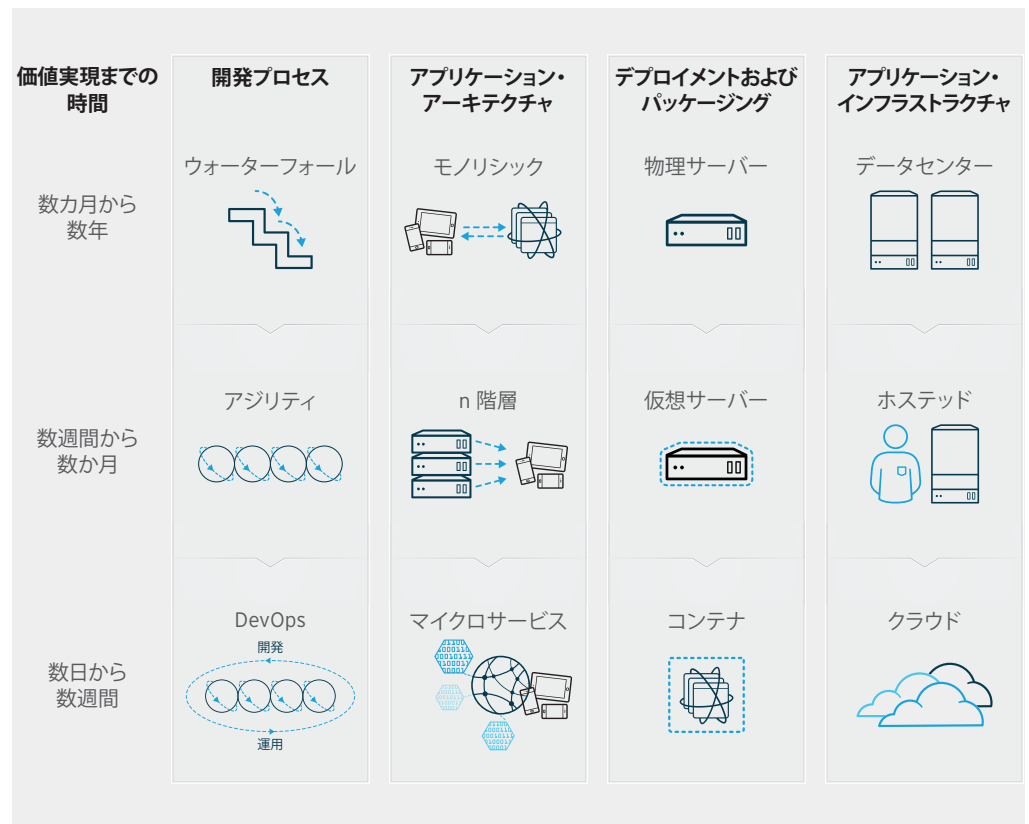 価値実現までの
時間
開発プロセス
アプリケーション・
アーキテクチャ
デプロイメントおよび
パッケージング
アプリケーション・
インフラストラクチャ
数カ月から
数年
ウォーターフォール
モノリシック
物理サーバー
データセンター
数週間から
数か月
アジリティ
n 階層
仮想サーバー
ホステッド
数日から
数週間
DevOps
開発
運用
マイクロサービス
コンテナ
クラウド